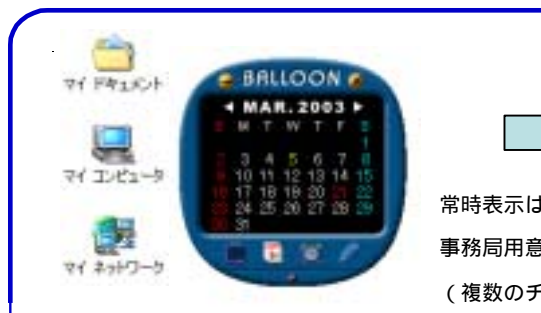 マイ ドキュメント
マイ コンピュータ
マイ ネットワーク
BALLOON
◀ MAR. 2003 ▶
S M T W T F S
1
2 3 4 5 6 7 8
9 10 11 12 13 14 15
16 17 18 19 20 21 22
23 24 25 26 27 28 29
30 31
常時表示は
事務局用意
（複数のチ